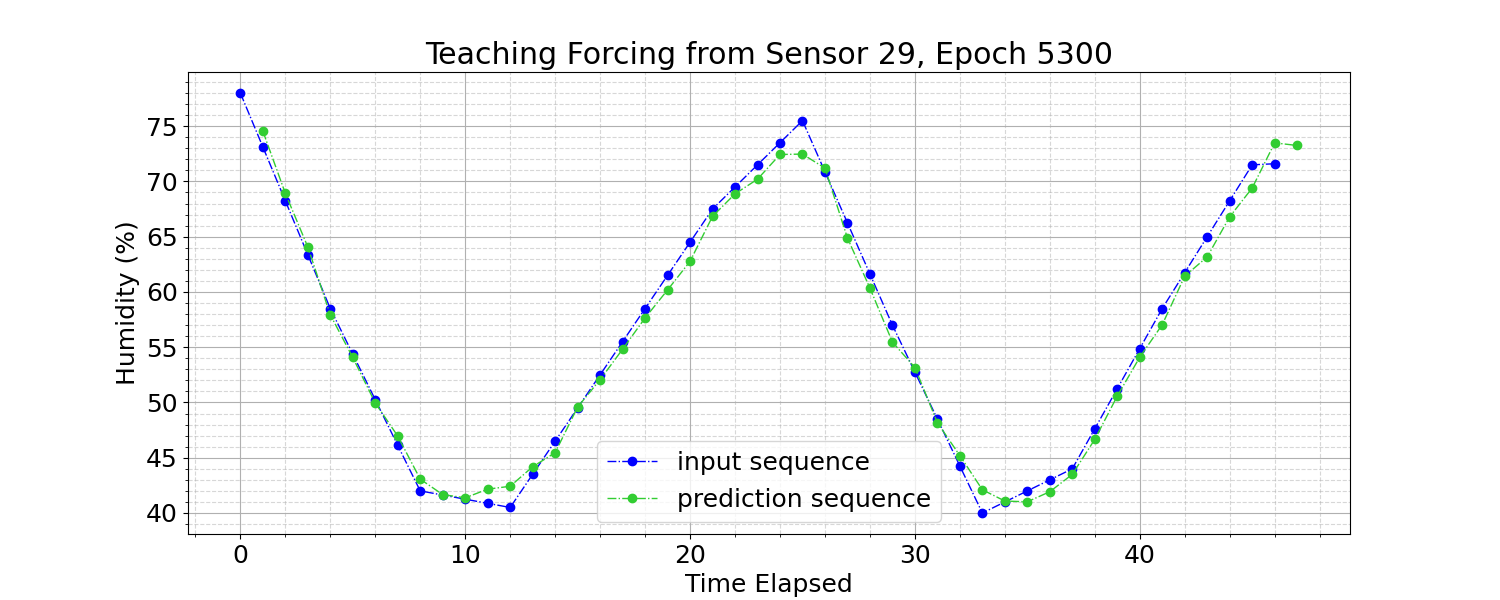 Teaching Forcing from Sensor 29, Epoch 5300
75
70
65
60
55
50
45
40
Humidity (%)
input sequence
prediction sequence
0 10 20 30 40
Time Elapsed